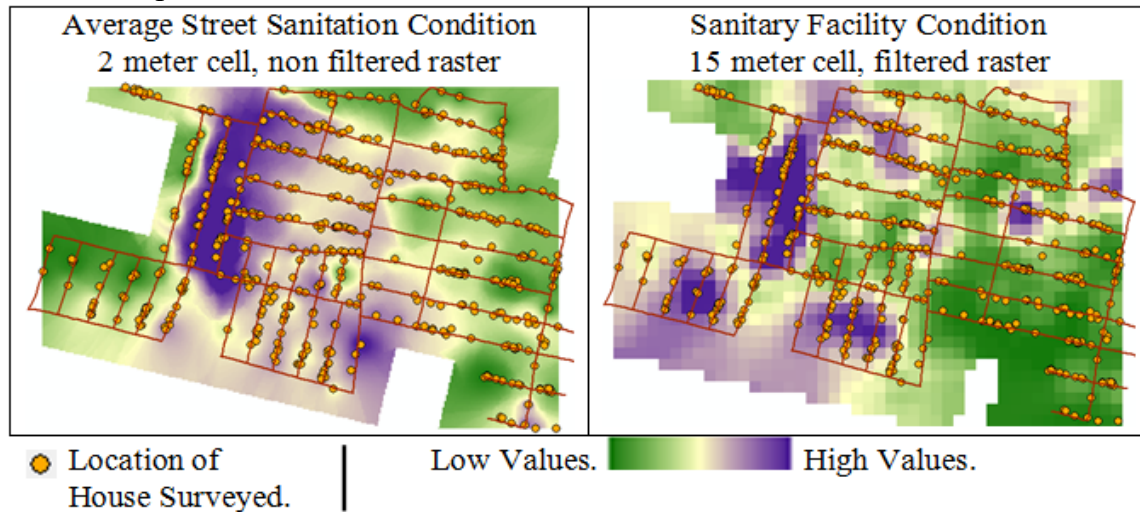 Average Street Sanitation Condition
2 meter cell, non filtered raster
Sanitary Facility Condition
15 meter cell, filtered raster
Location of
House Surveyed.
Low Values.
High Values.